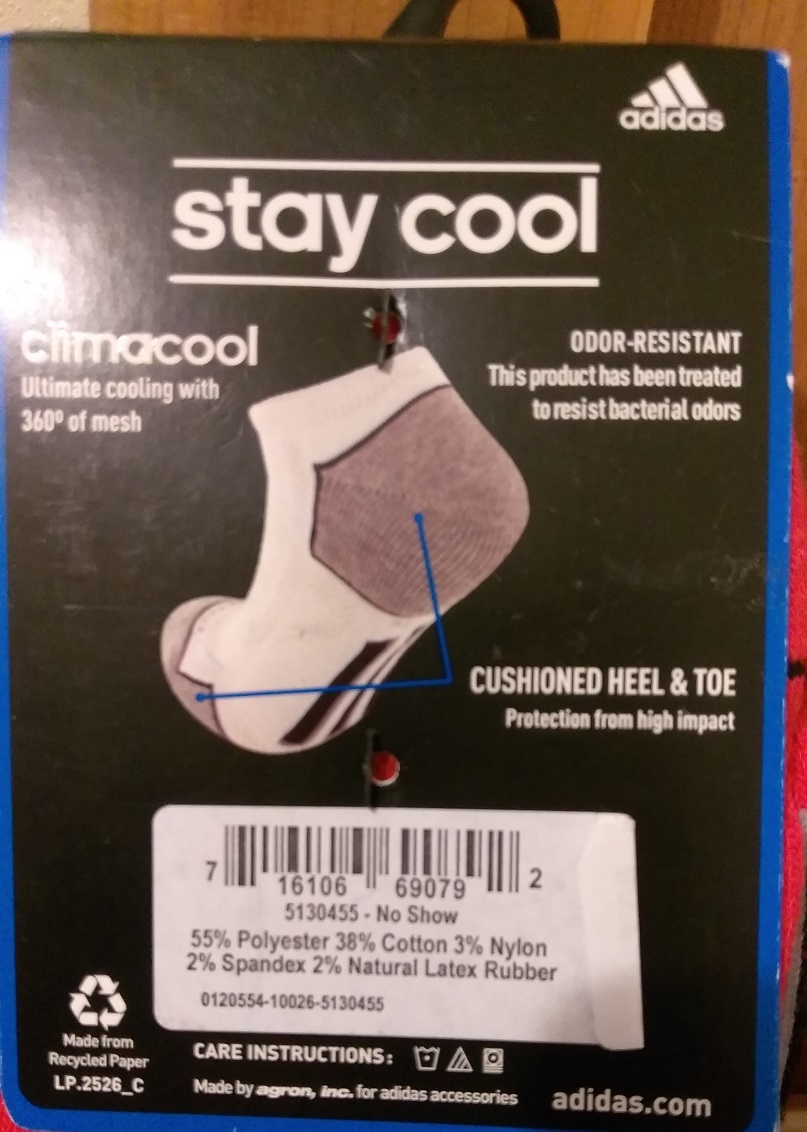 adidas
stay cool
climacool
Ultimate cooling with
360º of mesh
ODOR-RESISTANT
This product has been treated
to resist bacterial odors
CUSHIONED HEEL & TOE
Protection from high impact
7 16106 69079 2
5130455 - No Show
55% Polyester 38% Cotton 3% Nylon
2% Spandex 2% Natural Latex Rubber
0120554-10026-5130455
Made from
Recycled Paper
LP.2526_C
CARE INSTRUCTIONS:
Made by agron, inc. for adidas accessories
adidas.com